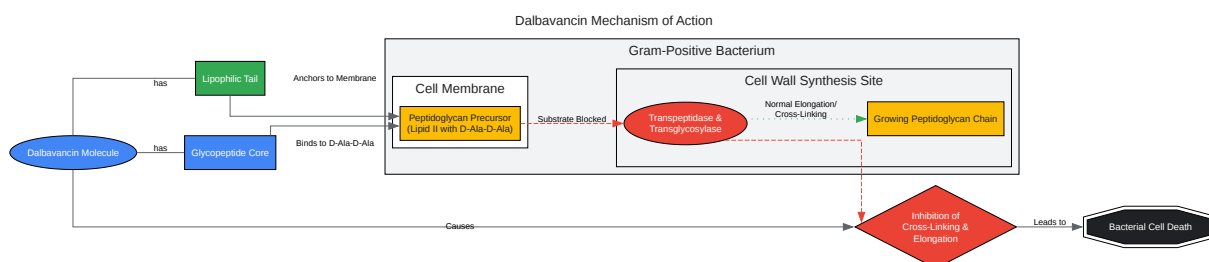 Dalbavancin Mechanism of Action
Gram-Positive Bacterium
Cell Membrane
Cell Wall Synthesis Site
Lipophilic Tail
has
Anchors to Membrane
Peptidoglycan Precursor
(Lipid II with D-Ala-D-Ala)
Substrate Blocked
Transpeptidase &
Transglycosylase
Normal Elongation/
Cross-Linking
Growing Peptidoglycan Chain
Dalbavancin Molecule
has
Glycopeptide Core
Binds to D-Ala-D-Ala
Causes
Inhibition of
Cross-Linking &
Elongation
Leads to
Bacterial Cell Death